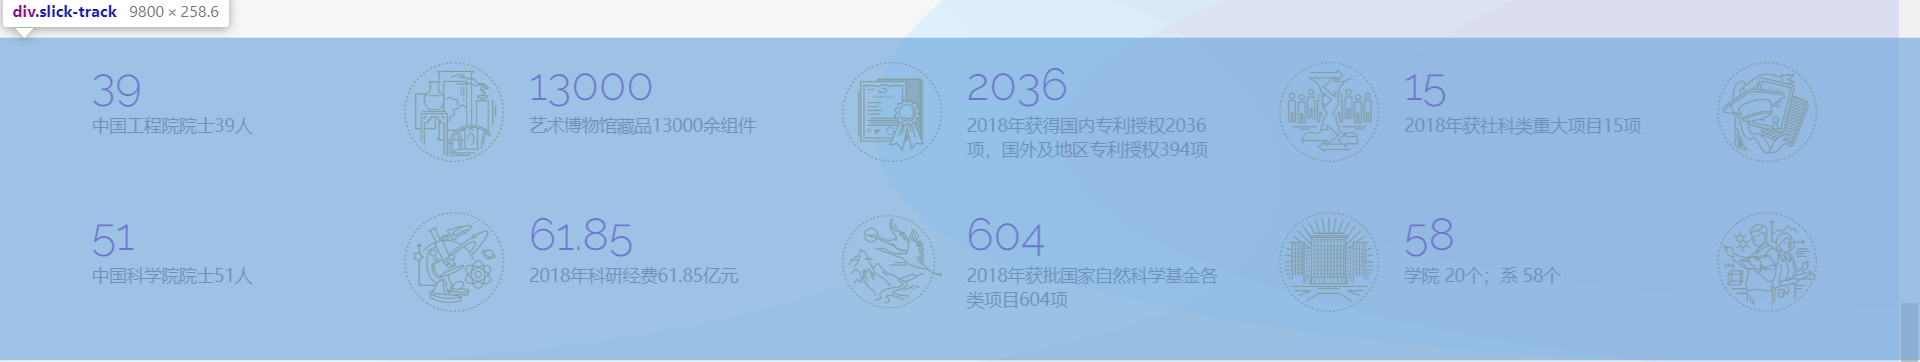 div.slick-track 9800 × 258.6
39
中国工程院院士39人
13000
艺术博物馆藏品13000余组件
2036
2018年获得国内专利授权2036
项，国外及地区专利授权394项
15
2018年获社科类重大项目15项
51
中国科学院院士51人
61.85
2018年科研经费61.85亿元
604
2018年获批国家自然科学基金各
类项目604项
58
学院 20个；系 58个